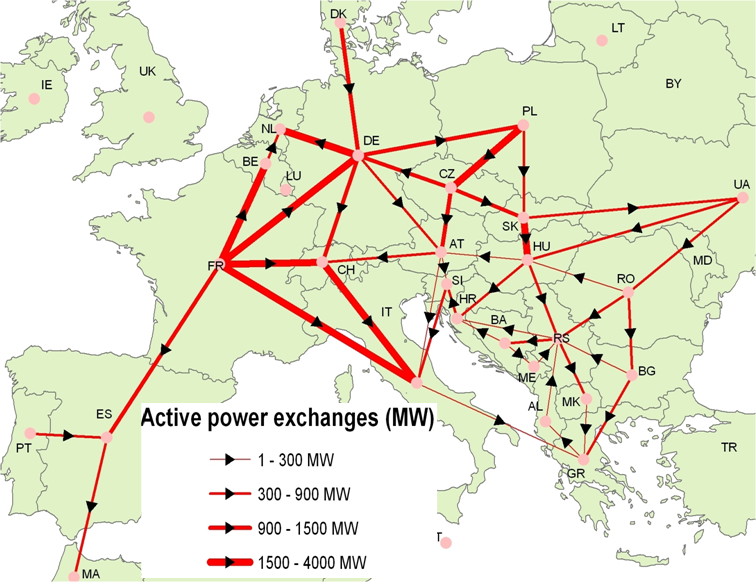 DK
LT
IE
UK
BY
NL
DE
PL
BE
LU
CZ
UA
SK
FR
CH
AT
HU
MD
SI
RO
IT
HR
BA
RS
ME
BG
ES
AL
MK
PT
TR
GR
MA
T
Active power exchanges (MW)
1 - 300 MW
300 - 900 MW
900 - 1500 MW
1500 - 4000 MW